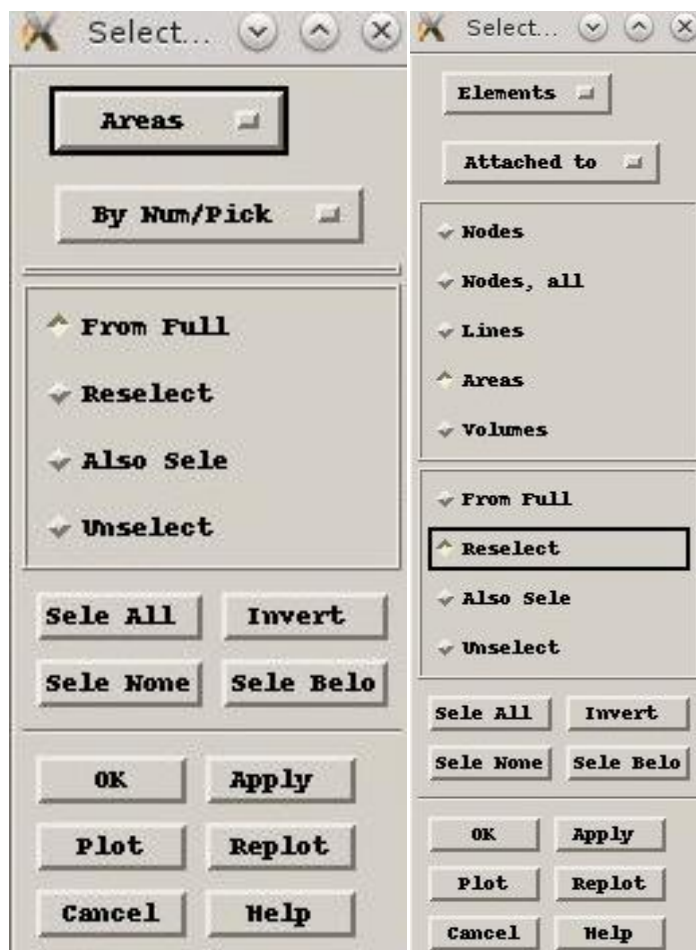 Select...
Areas
By Num/Pick
From Full
Reselect
Also Sele
Unselect
Sele All Invert
Sele None Sele Belo
OK Apply
Plot Replot
Cancel Help
Select...
Elements
Attached to
Nodes
Nodes, all
Lines
Areas
Volumes
From Full
Reselect
Also Sele
Unselect
Sele All Invert
Sele None Sele Belo
OK Apply
Plot Replot
Cancel Help